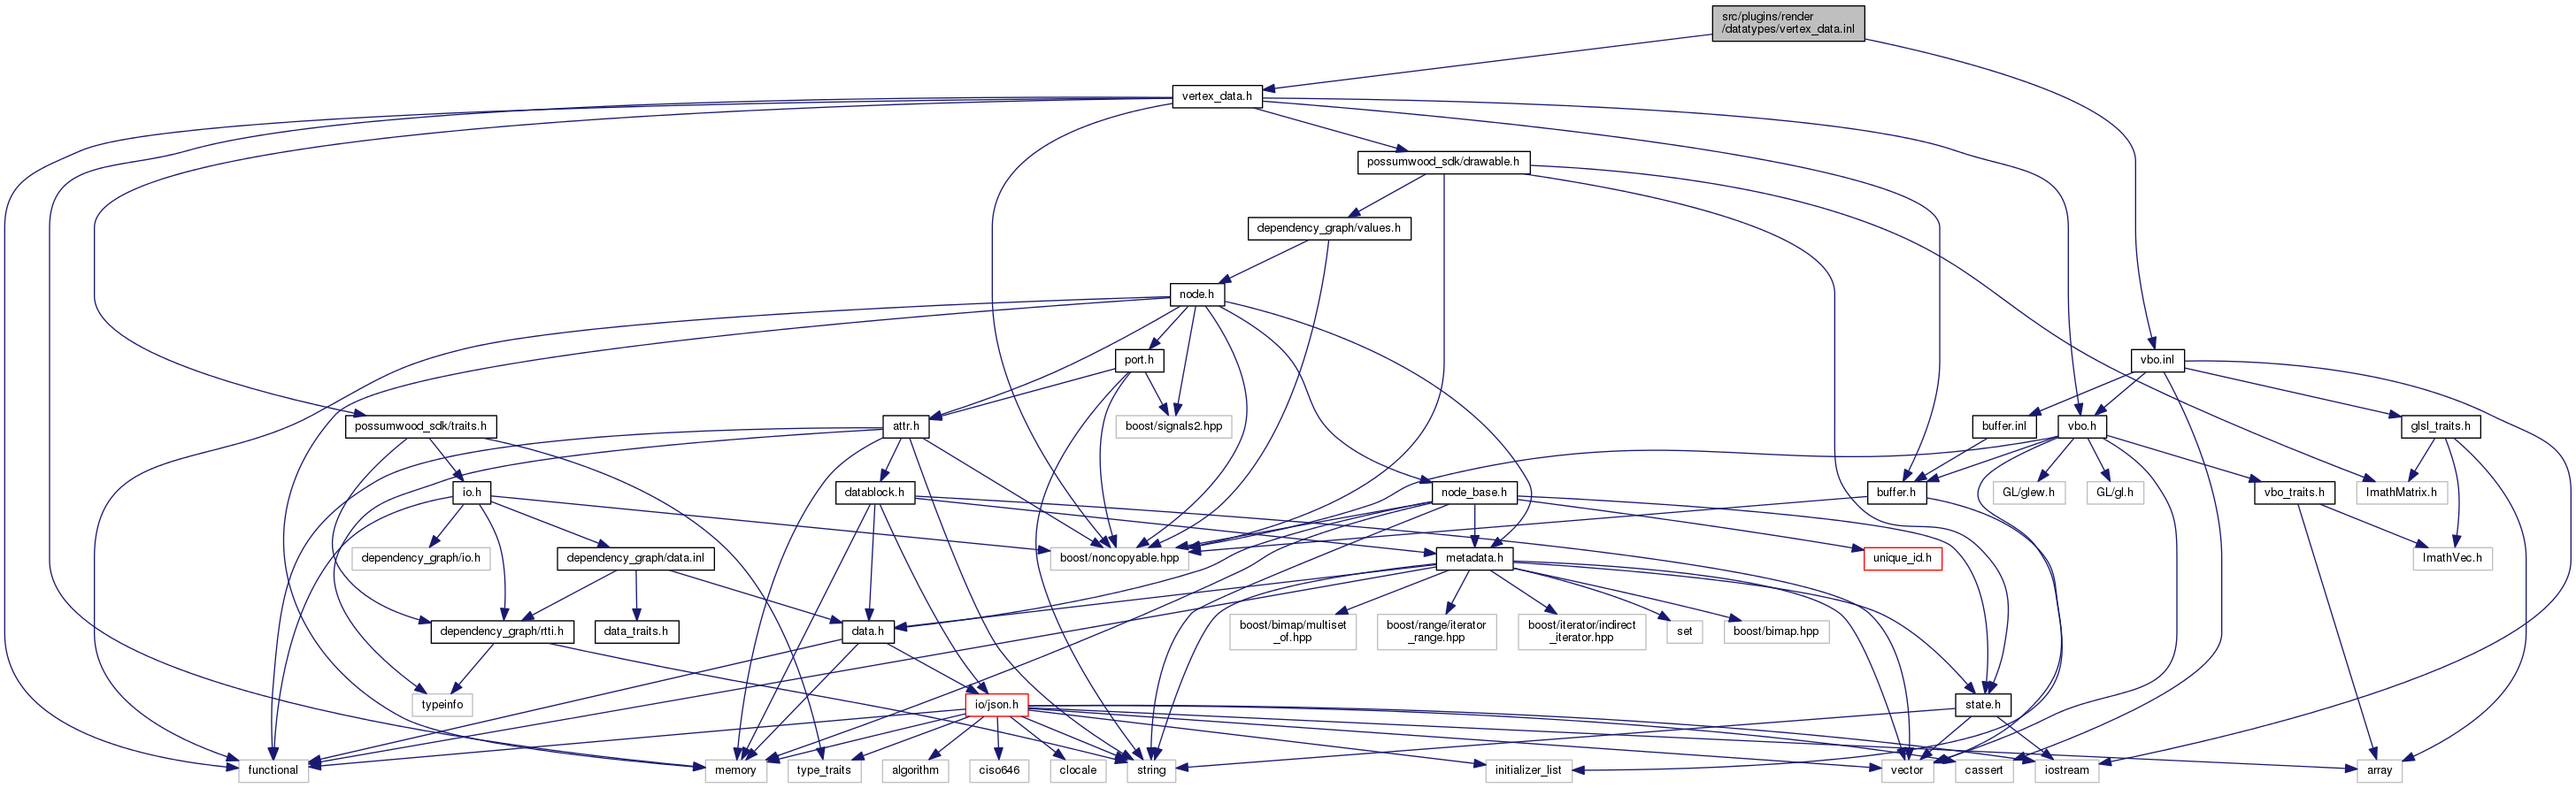 src/plugins/render
/datatypes/vertex_data.inl
vertex_data.h
possumwood_sdk/drawable.h
dependency_graph/values.h
node.h
port.h
vbo.inl
possumwood_sdk/traits.h
attr.h
boost/signals2.hpp
buffer.inl
vbo.h
glsl_traits.h
io.h
datablock.h
node_base.h
buffer.h
GL/glew.h
GL/gl.h
vbo_traits.h
ImathMatrix.h
dependency_graph/io.h
dependency_graph/data.inl
boost/noncopyable.hpp
metadata.h
unique_id.h
ImathVec.h
dependency_graph/rtti.h
data_traits.h
data.h
boost/bimap/multiset
_of.hpp
boost/range/iterator
_range.hpp
boost/iterator/indirect
_iterator.hpp
set
boost/bimap.hpp
typeinfo
io/json.h
state.h
functional
memory
type_traits
algorithm
ciso646
clocale
string
initializer_list
vector
cassert
iostream
array